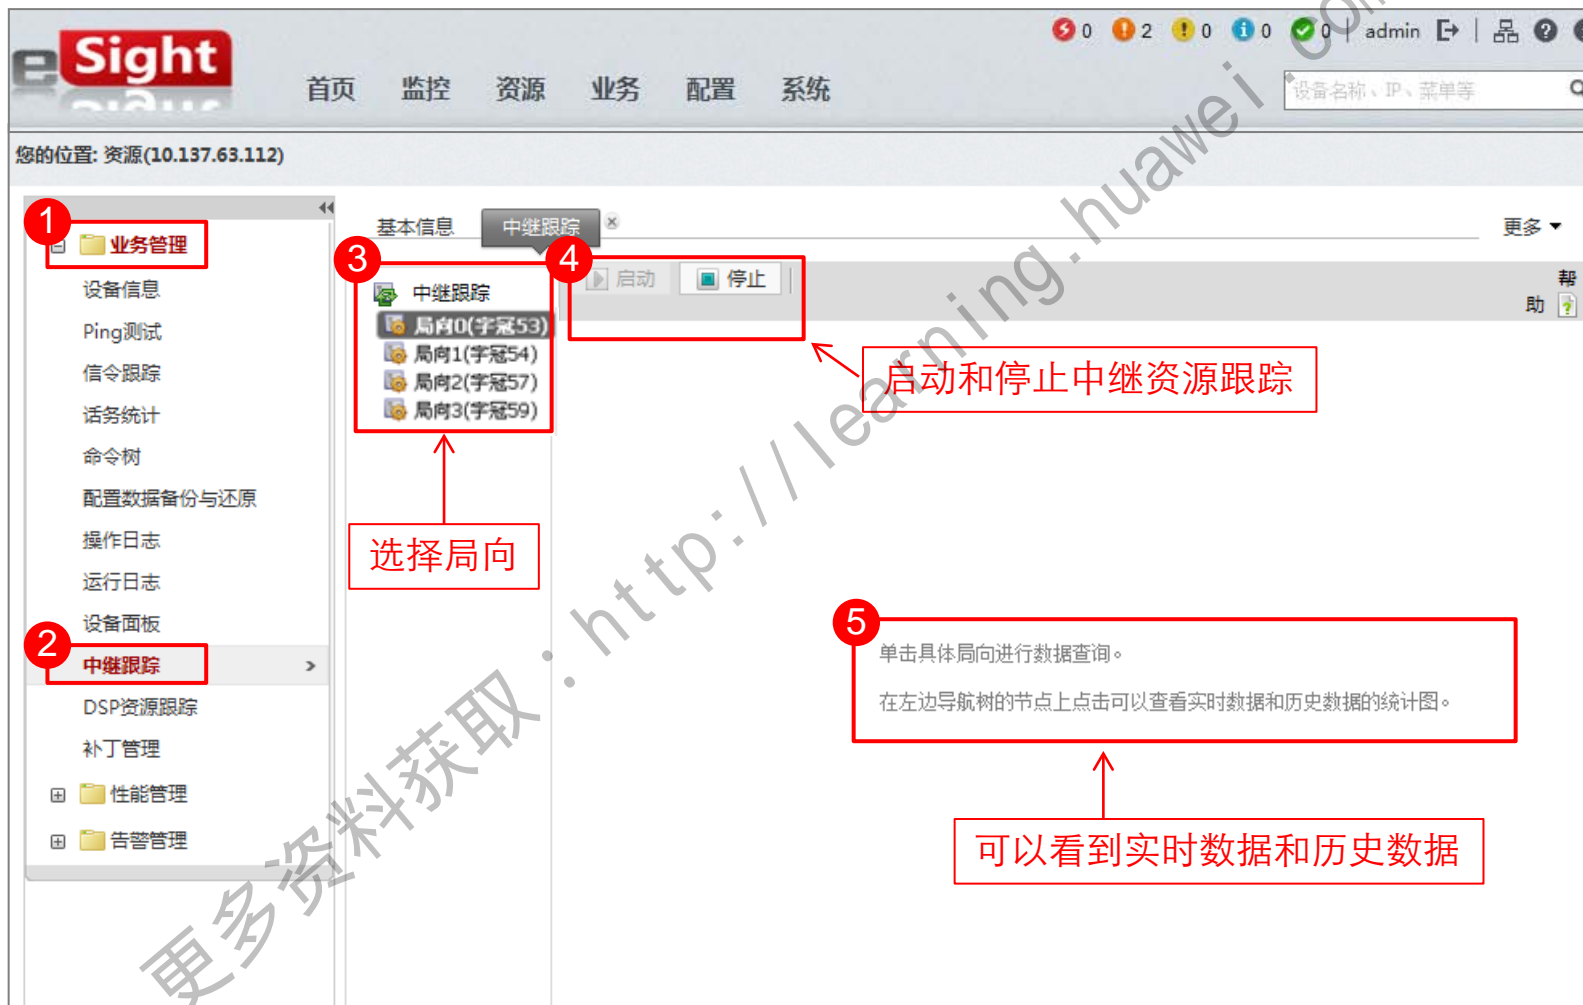 eSight
首页 监控 资源 业务 配置 系统
0 2 0 0 0 | admin
设备名称、IP、菜单等
您的位置: 资源(10.137.63.112)
1
业务管理
设备信息
Ping测试
信令跟踪
话务统计
命令树
配置数据备份与还原
操作日志
运行日志
设备面板
2
中继跟踪
DSP资源跟踪
补丁管理
性能管理
告警管理
基本信息 中继跟踪
更多
3
中继跟踪
局向0(字冠53)
局向1(字冠54)
局向2(字冠57)
局向3(字冠59)
选择局向
4
启动 停止
帮
助
启动和停止中继资源跟踪
5
单击具体局向进行数据查询。
在左边导航树的节点上点击可以查看实时数据和历史数据的统计图。
可以看到实时数据和历史数据
更多资料获取：http://learning.huawei.com